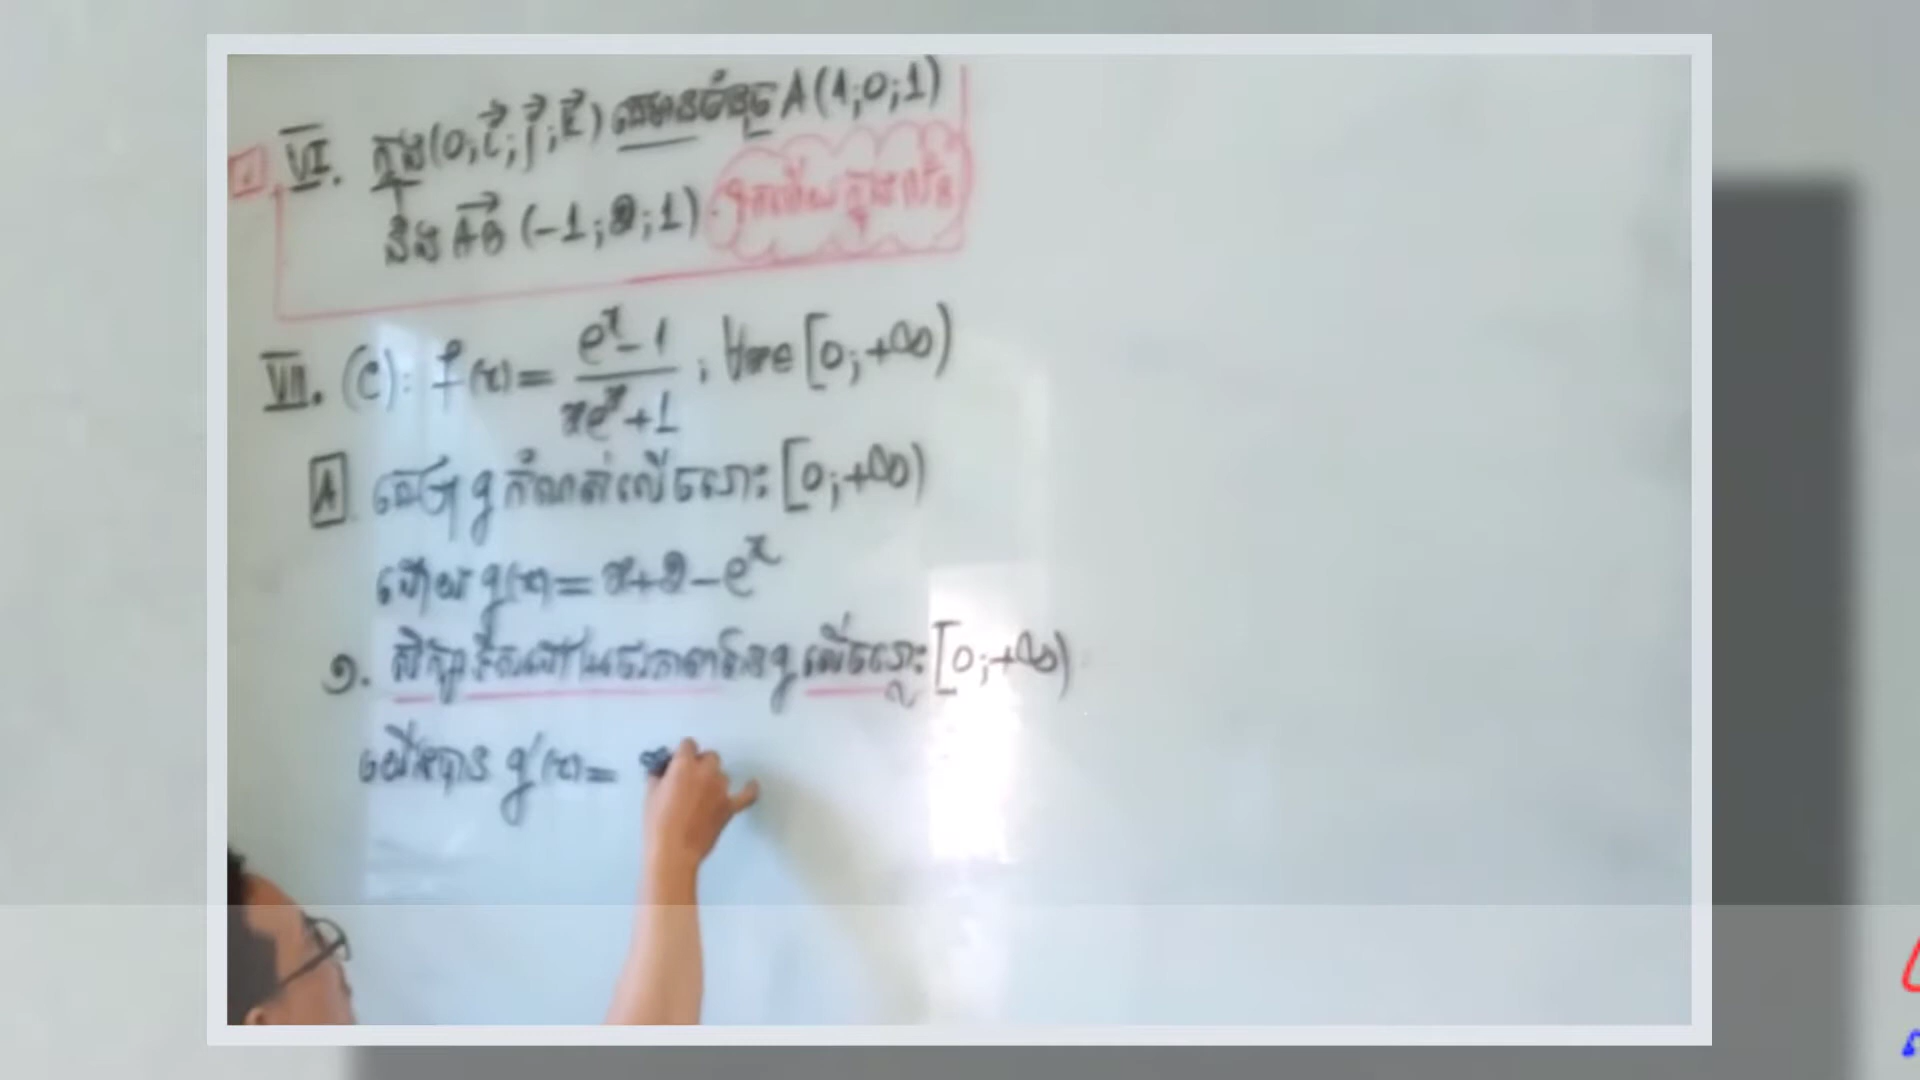 VI. ក្នុង (0; i⃗; j⃗; k⃗) គេមានចំនុច A(1;0;1)
និង AB⃗ (-1;2;1).
VII. (C): f(x) = (eˣ-1)/(xeˣ+1) ; ∀x∈[0;+∞)
A គេឲ្យ g កំណត់លើចន្លោះ [0;+∞)
ដោយ g(x) = x+2-eˣ
១. សិក្សាទិសដៅអថេរភាពនៃ g លើចន្លោះ [0;+∞)
យើងបាន g'(x) =